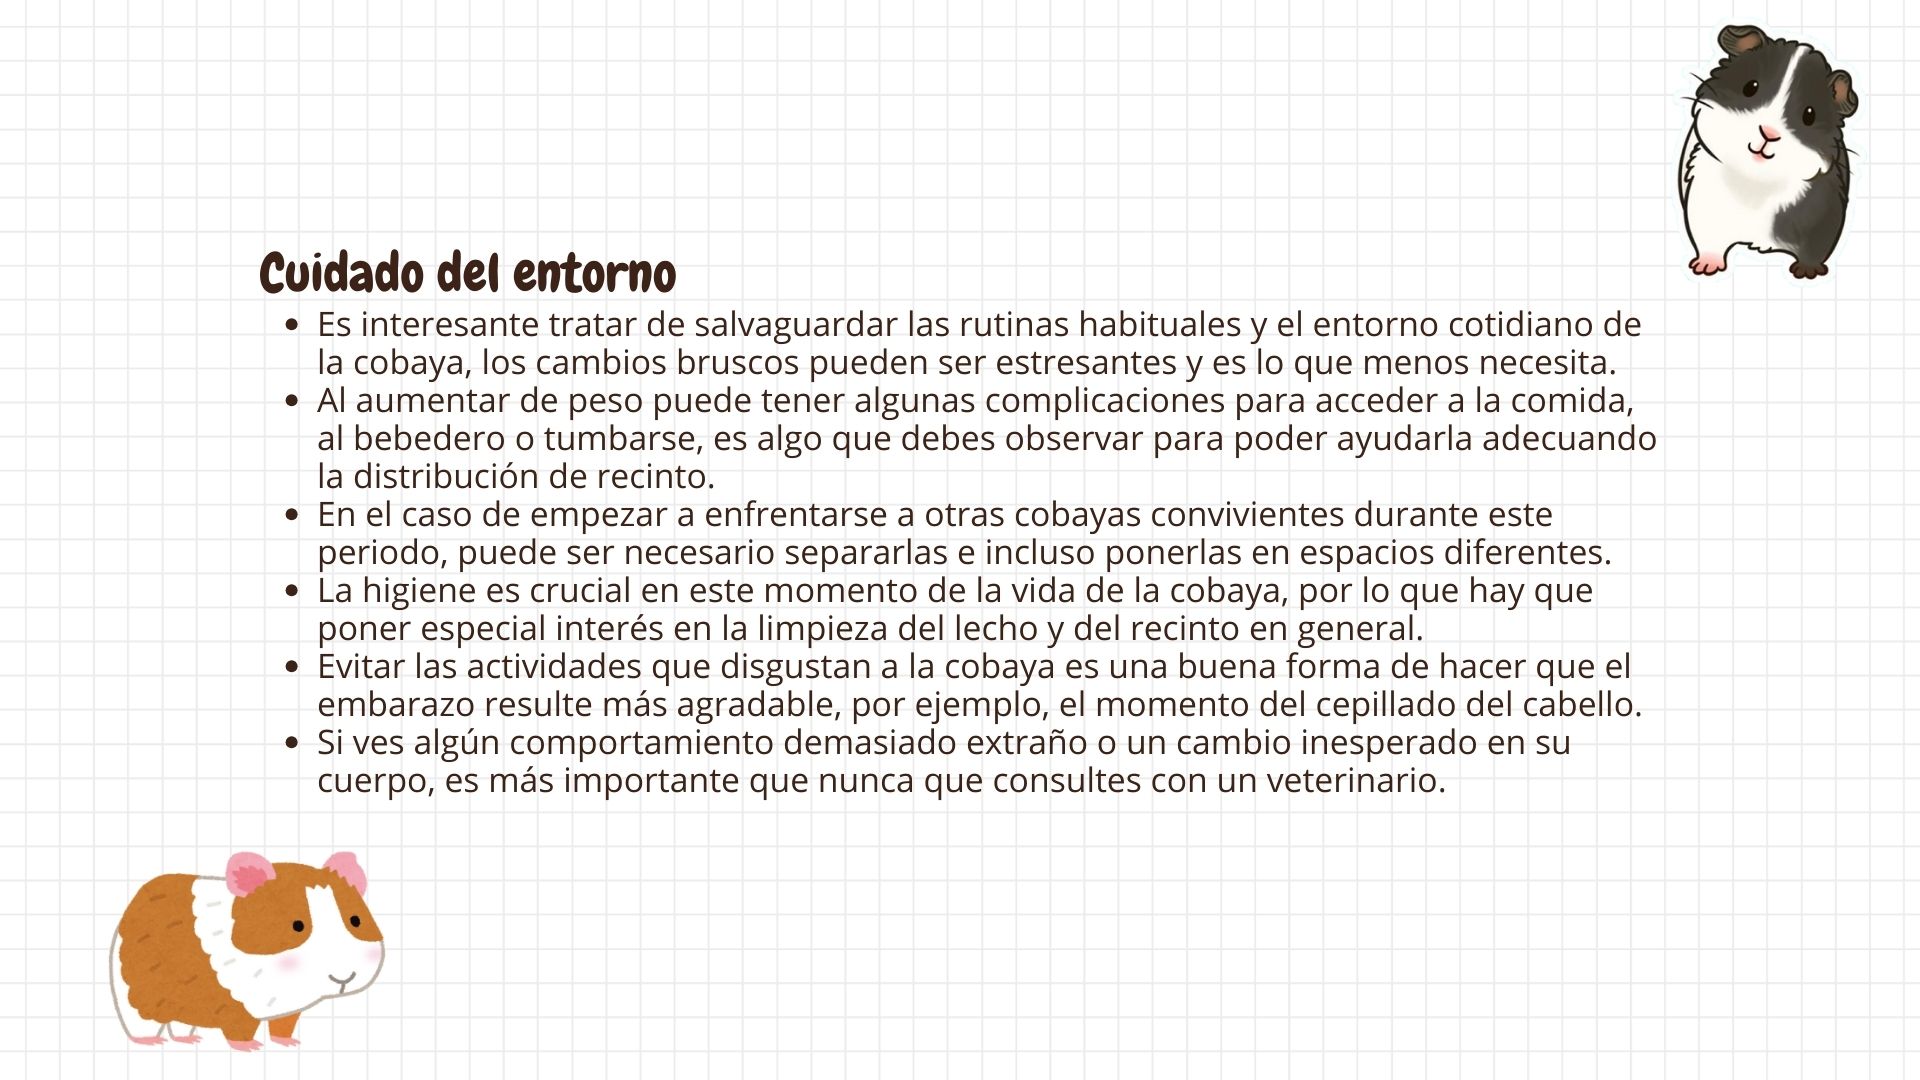 Cuidado del entorno
• Es interesante tratar de salvaguardar las rutinas habituales y el entorno cotidiano de
la cobaya, los cambios bruscos pueden ser estresantes y es lo que menos necesita.
• Al aumentar de peso puede tener algunas complicaciones para acceder a la comida,
al bebedero o tumbarse, es algo que debes observar para poder ayudarla adecuando
la distribución de recinto.
• En el caso de empezar a enfrentarse a otras cobayas convivientes durante este
periodo, puede ser necesario separarlas e incluso ponerlas en espacios diferentes.
• La higiene es crucial en este momento de la vida de la cobaya, por lo que hay que
poner especial interés en la limpieza del lecho y del recinto en general.
• Evitar las actividades que disgustan a la cobaya es una buena forma de hacer que el
embarazo resulte más agradable, por ejemplo, el momento del cepillado del cabello.
• Si ves algún comportamiento demasiado extraño o un cambio inesperado en su
cuerpo, es más importante que nunca que consultes con un veterinario.